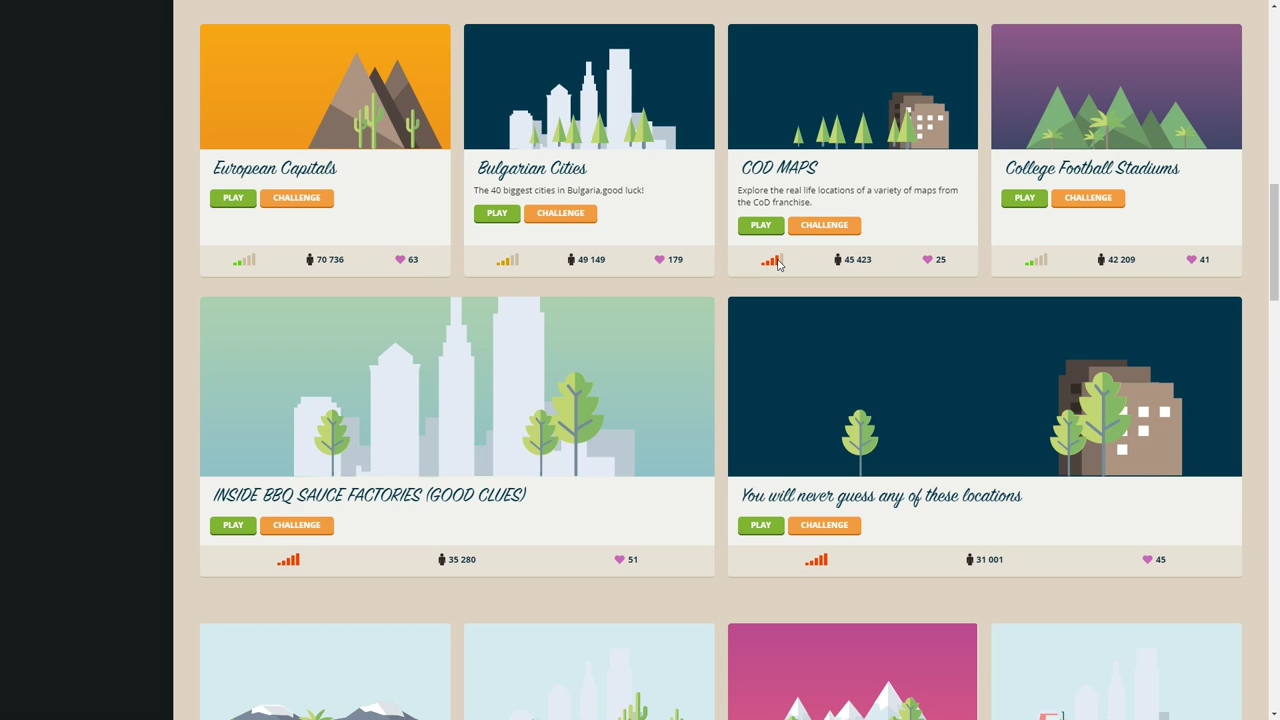 European Capitals
PLAY CHALLENGE
70 736 63
Bulgarian Cities
The 40 biggest cities in Bulgaria,good luck!
PLAY CHALLENGE
49 149 179
COD MAPS
Explore the real life locations of a variety of maps from
the CoD franchise.
PLAY CHALLENGE
45 423 25
College Football Stadiums
PLAY CHALLENGE
42 209 41
INSIDE BBQ SAUCE FACTORIES (GOOD CLUES)
PLAY CHALLENGE
35 280 51
You will never guess any of these locations
PLAY CHALLENGE
31 001 45